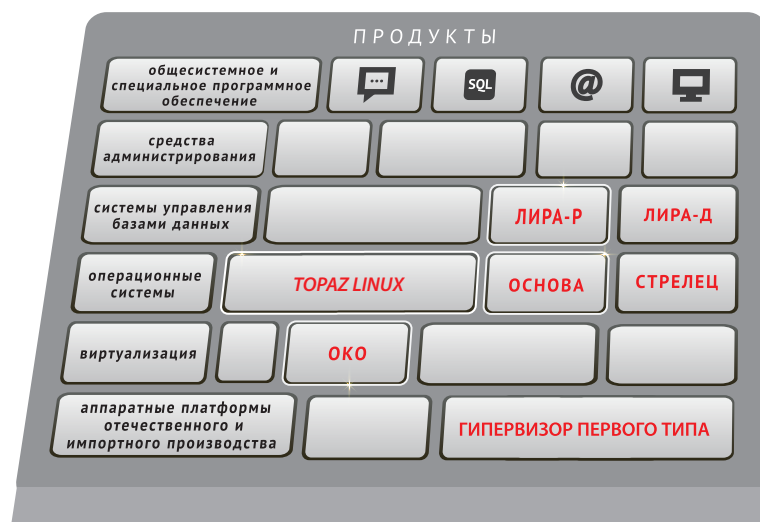 ПРОДУКТЫ
общесистемное и
специальное программное
обеспечение
SQL
@
средства
администрирования
системы управления
базами данных
ЛИРА-Р
ЛИРА-Д
операционные
системы
TOPAZ LINUX
ОСНОВА
СТРЕЛЕЦ
виртуализация
ОКО
аппаратные платформы
отечественного и
импортного производства
ГИПЕРВИЗОР ПЕРВОГО ТИПА